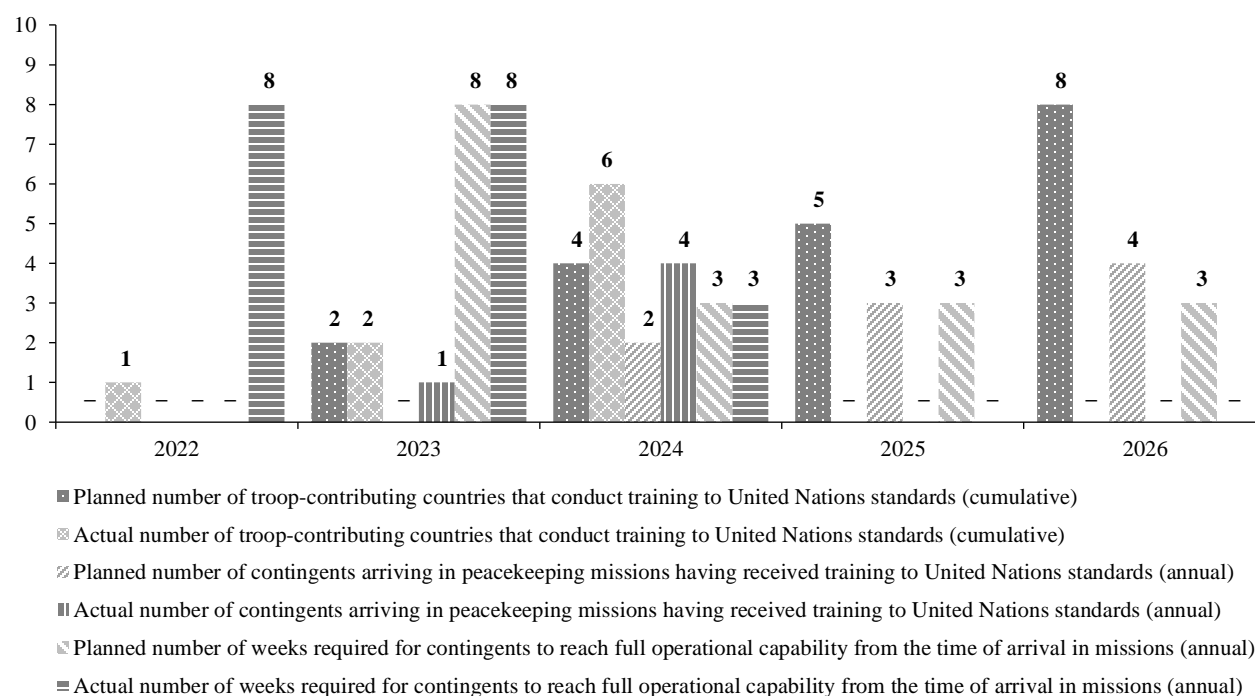 10
9
8
7
6
5
4
3
2
1
0
– 1 – – – 8
2 2 – 1 8 8
4 6 2 4 3 3
5 – 3 – 3 –
8 – 4 – 3 –
2022 2023 2024 2025 2026
Planned number of troop-contributing countries that conduct training to United Nations standards (cumulative)
Actual number of troop-contributing countries that conduct training to United Nations standards (cumulative)
Planned number of contingents arriving in peacekeeping missions having received training to United Nations standards (annual)
Actual number of contingents arriving in peacekeeping missions having received training to United Nations standards (annual)
Planned number of weeks required for contingents to reach full operational capability from the time of arrival in missions (annual)
Actual number of weeks required for contingents to reach full operational capability from the time of arrival in missions (annual)